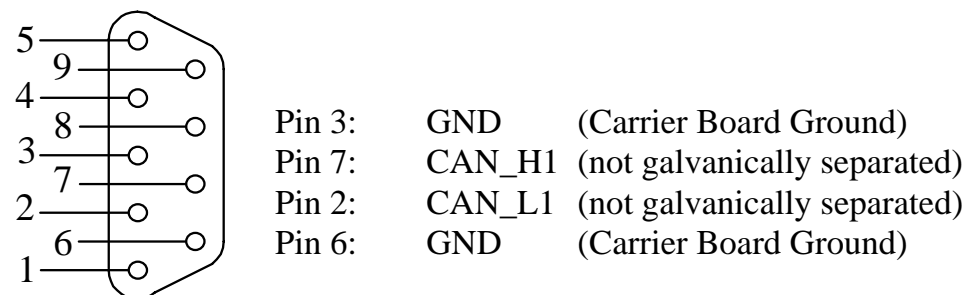 5
9
4
8
3
7
2
6
1
Pin 3: GND (Carrier Board Ground)
Pin 7: CAN_H1 (not galvanically separated)
Pin 2: CAN_L1 (not galvanically separated)
Pin 6: GND (Carrier Board Ground)